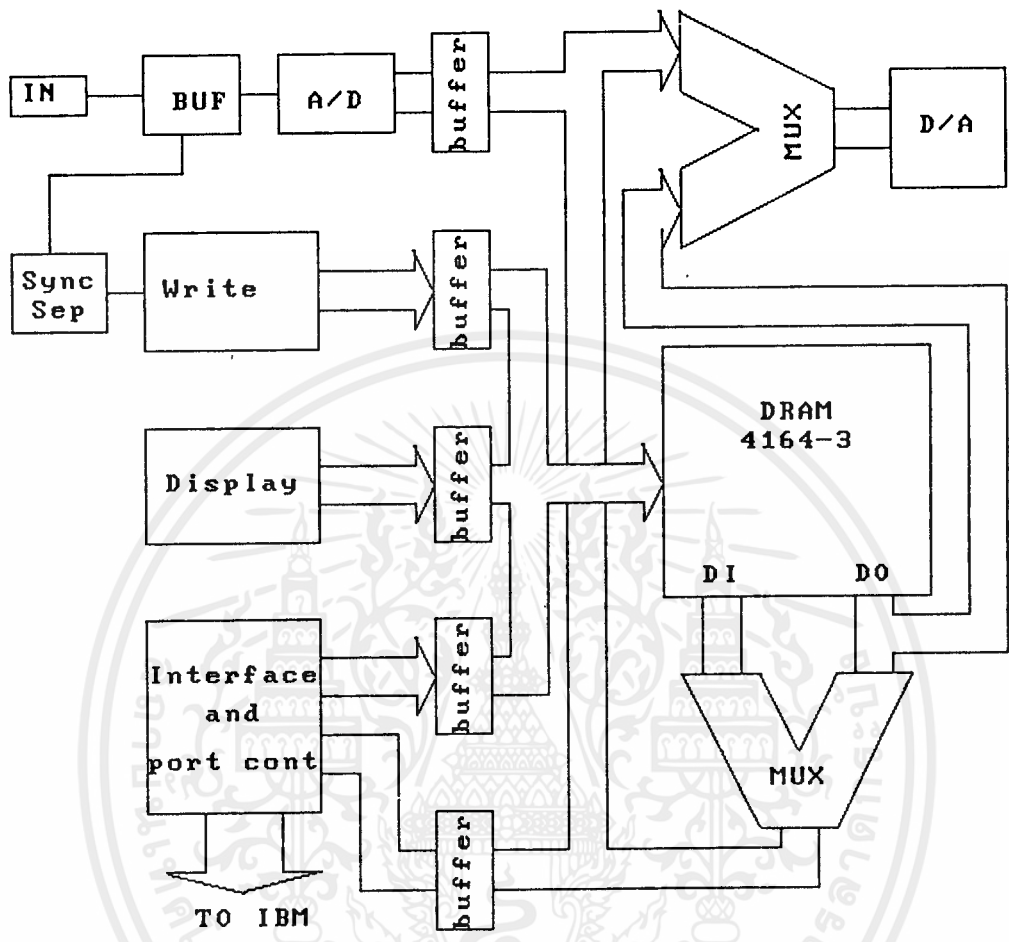 IN
BUF
A/D
buffer
MUX
D/A
Sync
Sep
Write
buffer
Display
buffer
DRAM
4164-3
DI
DO
Interface
and
port cont
buffer
MUX
buffer
TO IBM